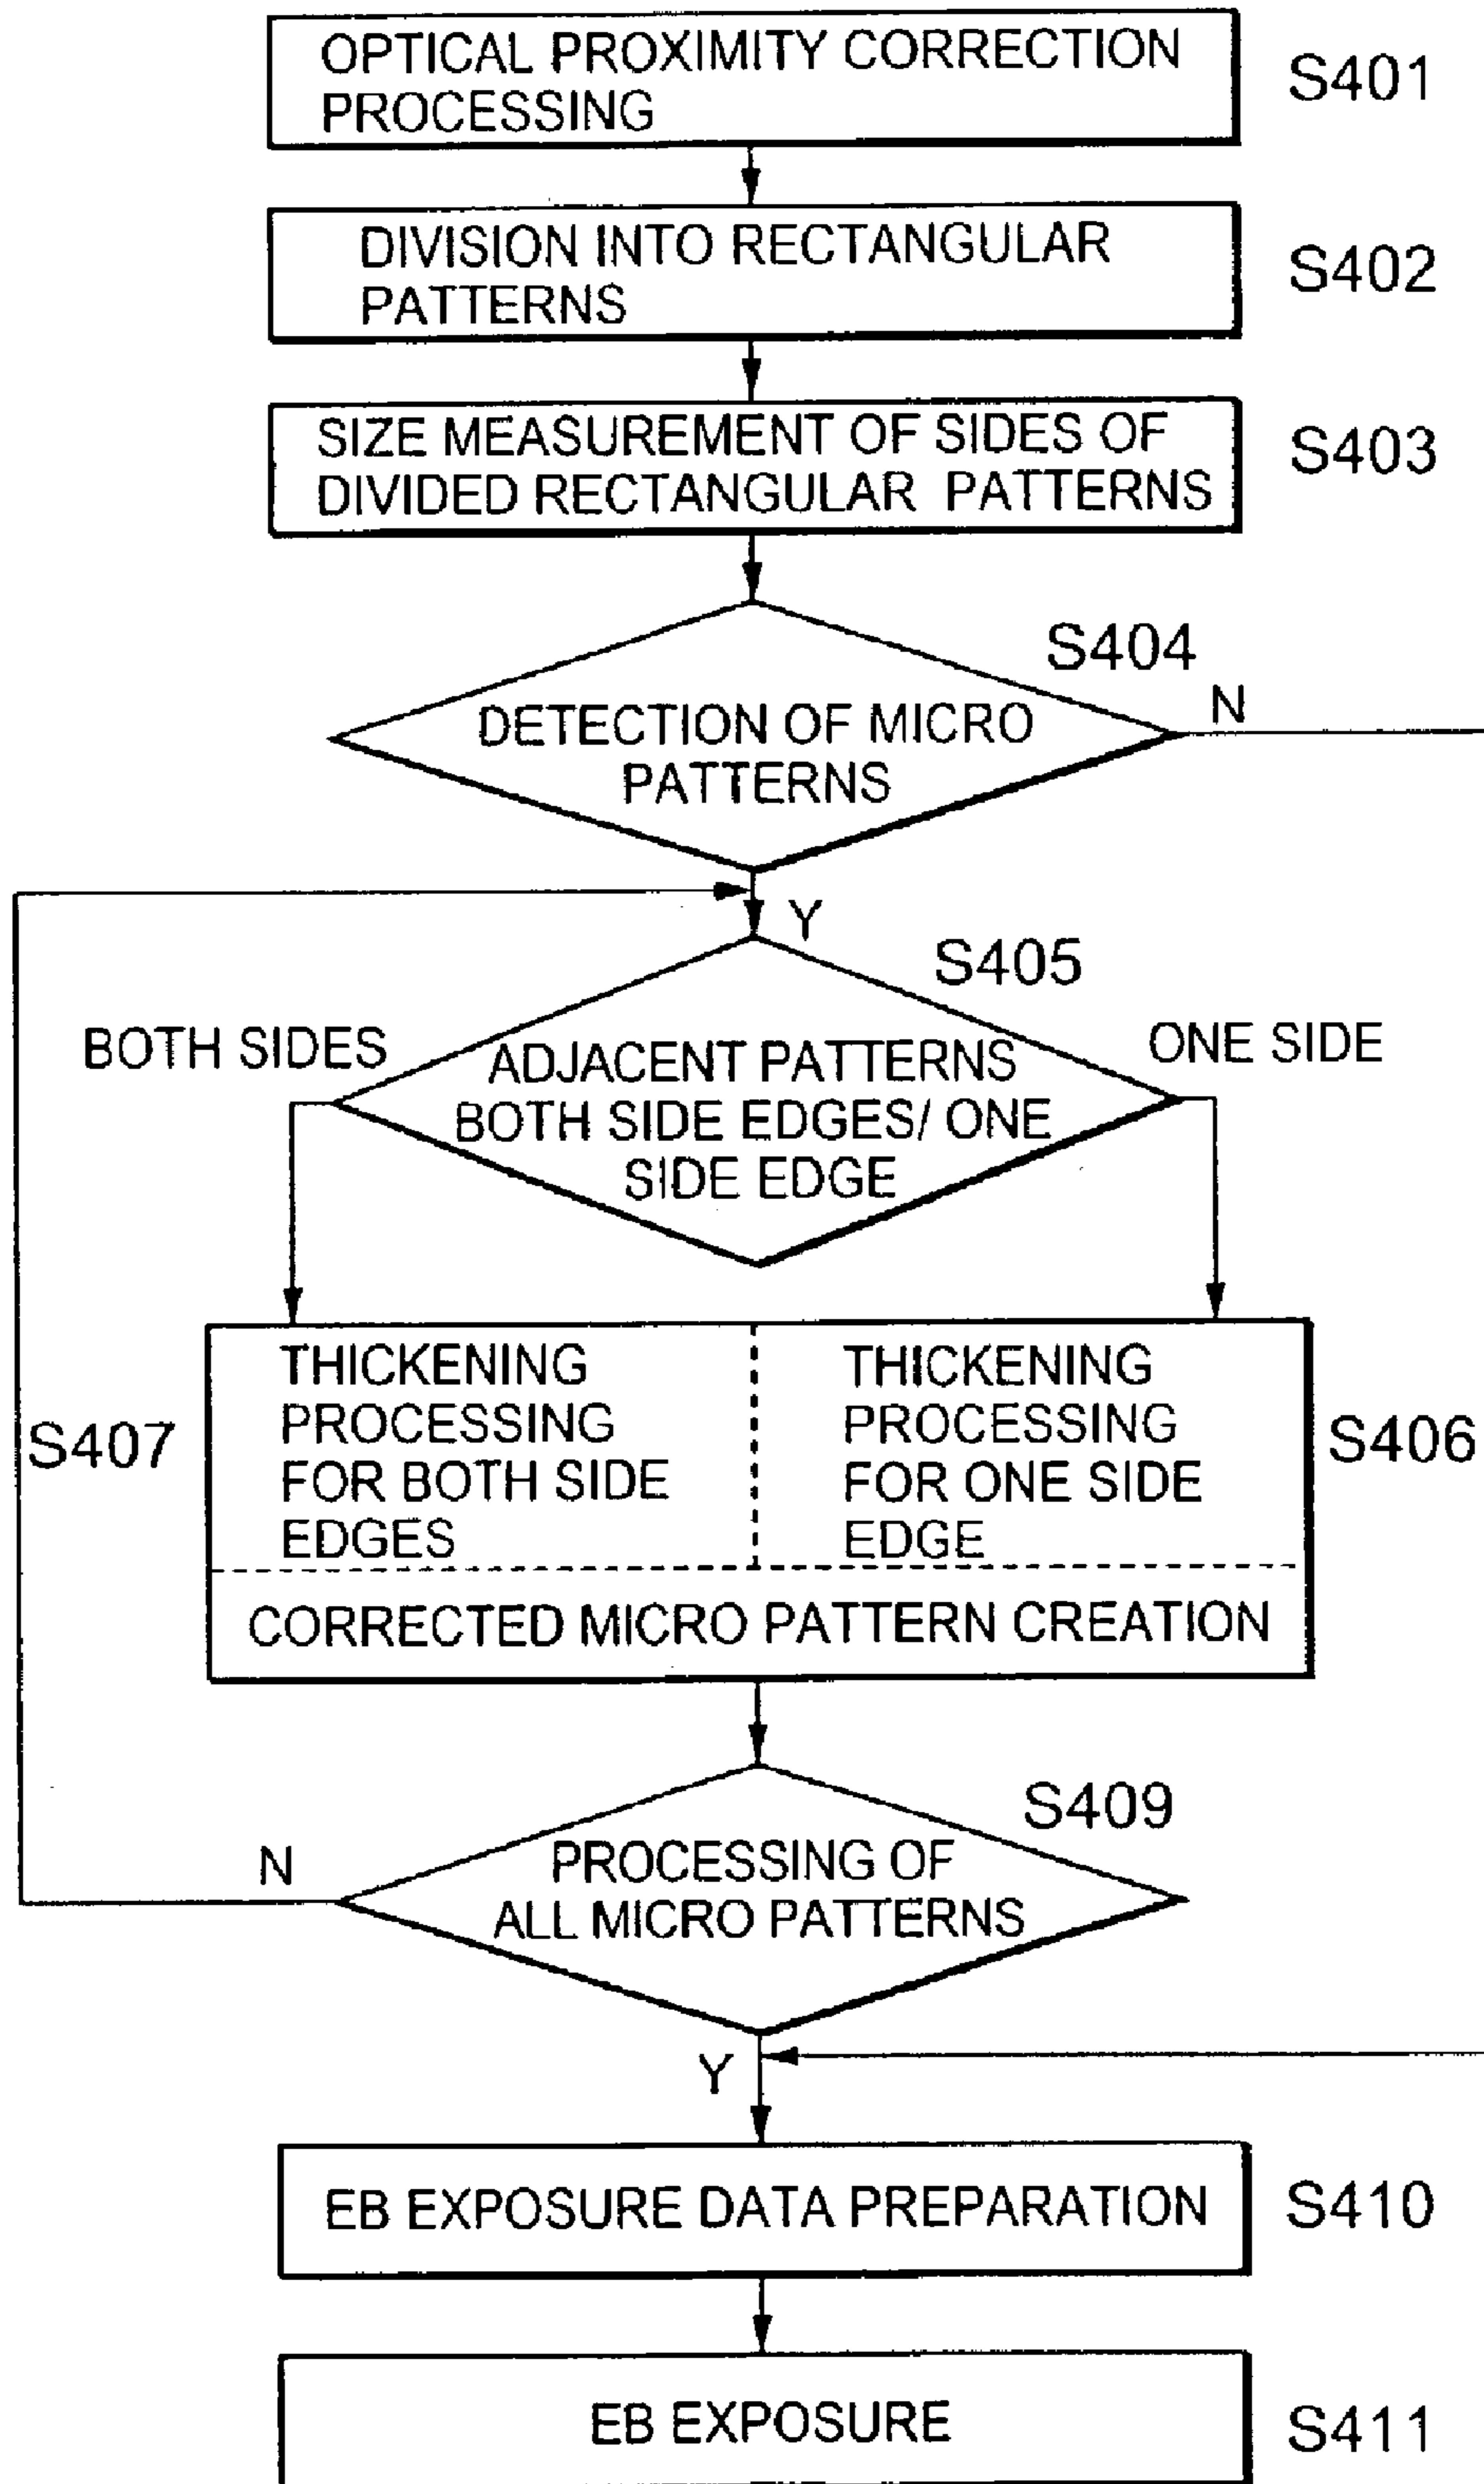 OPTICAL PROXIMITY CORRECTION
PROCESSING
S401
DIVISION INTO RECTANGULAR
PATTERNS
S402
SIZE MEASUREMENT OF SIDES OF
DIVIDED RECTANGULAR PATTERNS
S403
S404
DETECTION OF MICRO
PATTERNS
N
Y
S405
BOTH SIDES
ONE SIDE
ADJACENT PATTERNS
BOTH SIDE EDGES/ ONE
SIDE EDGE
S407
THICKENING
PROCESSING
FOR BOTH SIDE
EDGES
THICKENING
PROCESSING
FOR ONE SIDE
EDGE
S406
CORRECTED MICRO PATTERN CREATION
S409
PROCESSING OF
ALL MICRO PATTERNS
N
Y
EB EXPOSURE DATA PREPARATION
S410
EB EXPOSURE
S411